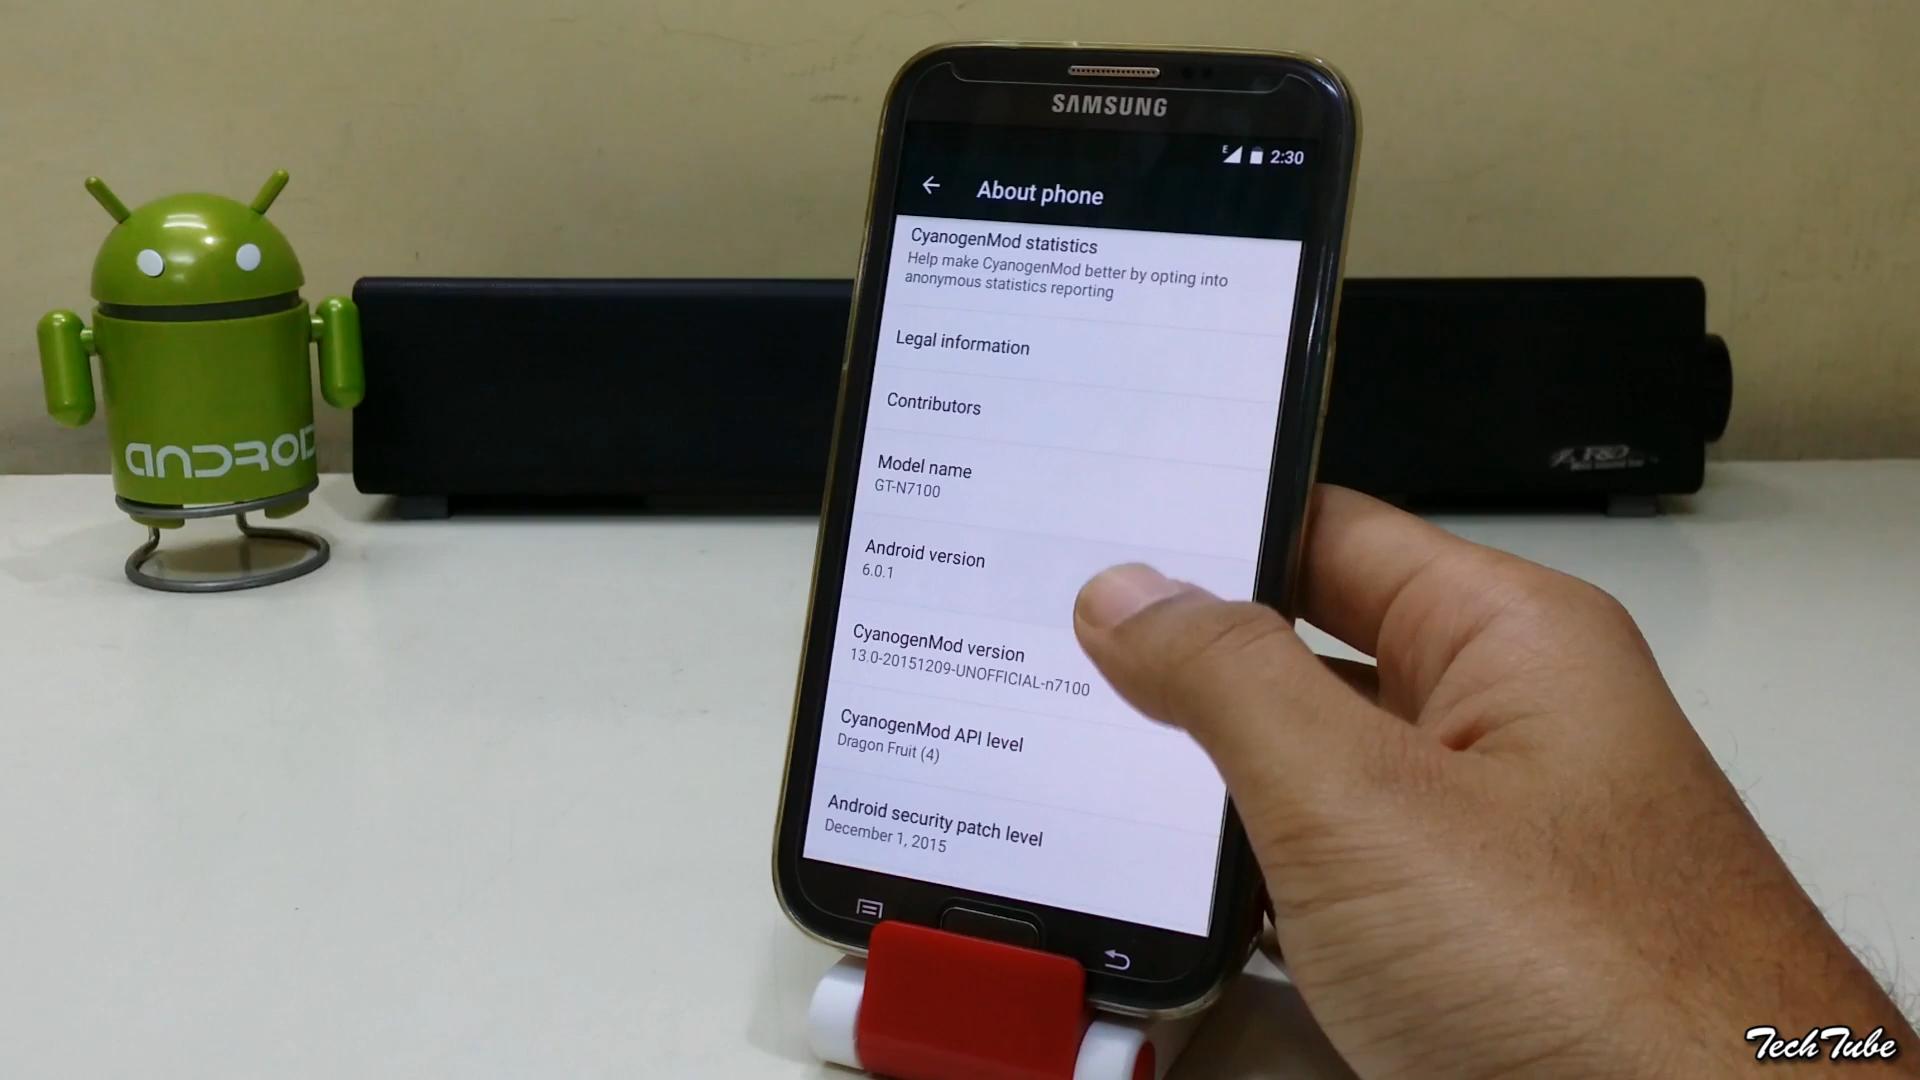 SAMSUNG
E
2:30
About phone
CyanogenMod statistics
Help make CyanogenMod better by opting into
anonymous statistics reporting
Legal information
Contributors
Model name
GT-N7100
Android version
6.0.1
CyanogenMod version
13.0-20151209-UNOFFICIAL-n7100
CyanogenMod API level
Dragon Fruit (4)
Android security patch level
December 1, 2015
ANDROID
F&D
TechTube